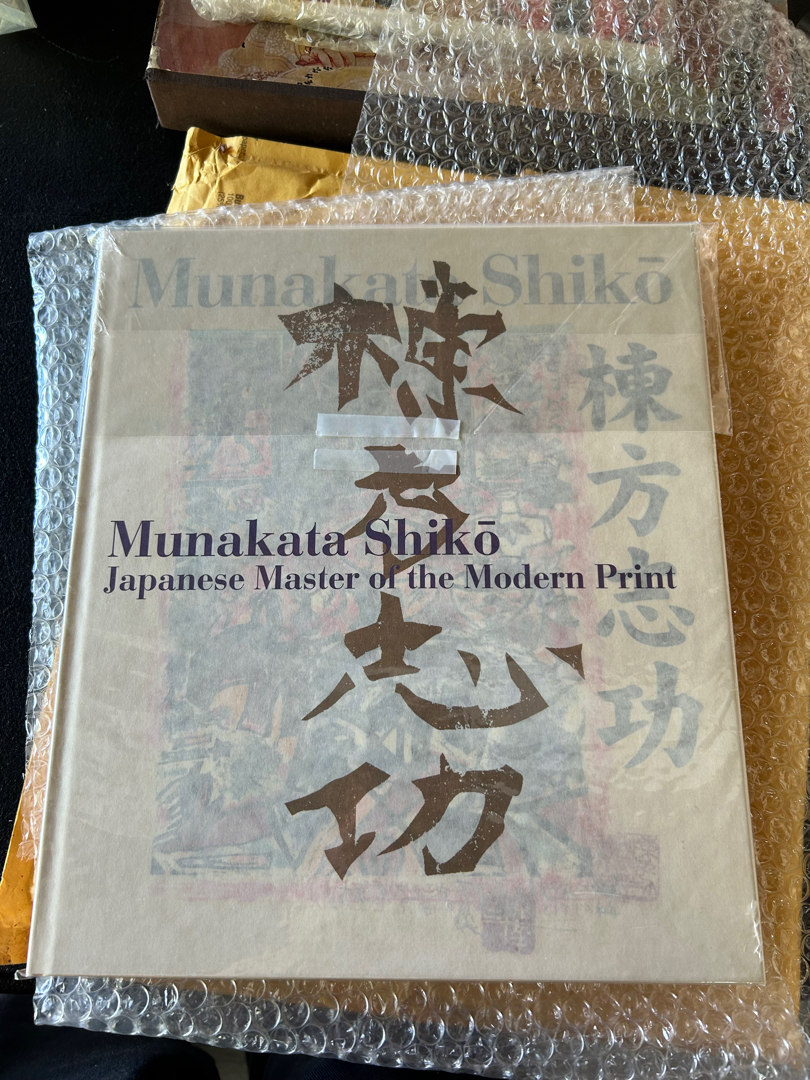 Munakata Shikō
棟方志功
棟方志功
Munakata Shikō
Japanese Master of the Modern Print